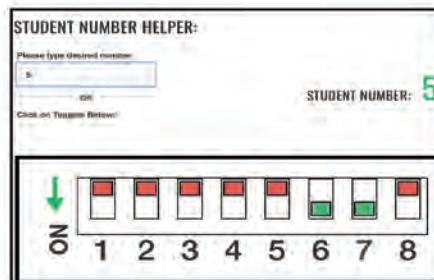 STUDENT NUMBER HELPER:
Please type desired number:
5
OR
STUDENT NUMBER: 5
Click on Toggles Below:
ON
1 2 3 4 5 6 7 8